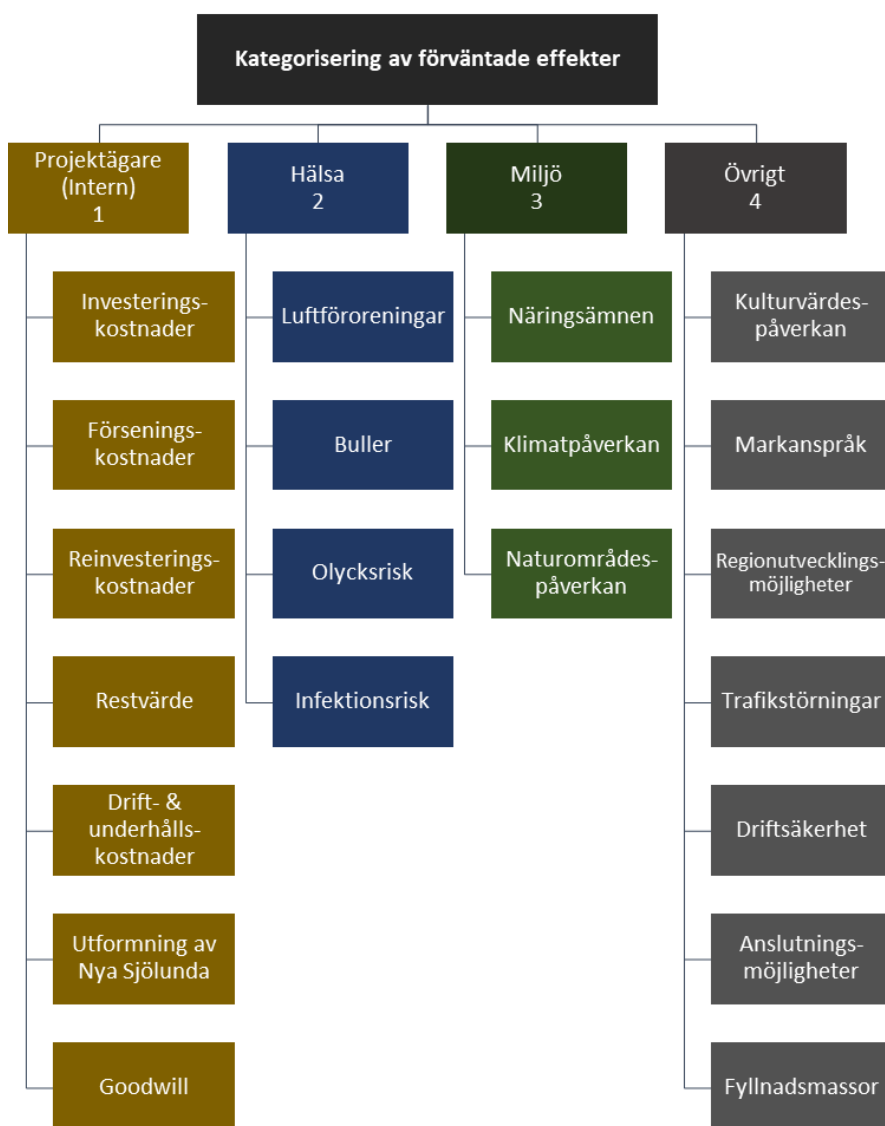 Kategorisering av förväntade effekter
Projektägare
(Intern)
1
Investerings-
kostnader
Försenings-
kostnader
Reinvesterings-
kostnader
Restvärde
Drift- &
underhålls-
kostnader
Utformning av
Nya Sjölunda
Goodwill
Hälsa
2
Luftföroreningar
Buller
Olycksrisk
Infektionsrisk
Miljö
3
Näringsämnen
Klimatpåverkan
Naturområdes-
påverkan
Övrigt
4
Kulturvärdes-
påverkan
Markanspråk
Regionutvecklings-
möjligheter
Trafikstörningar
Driftsäkerhet
Anslutnings-
möjligheter
Fyllnadsmassor